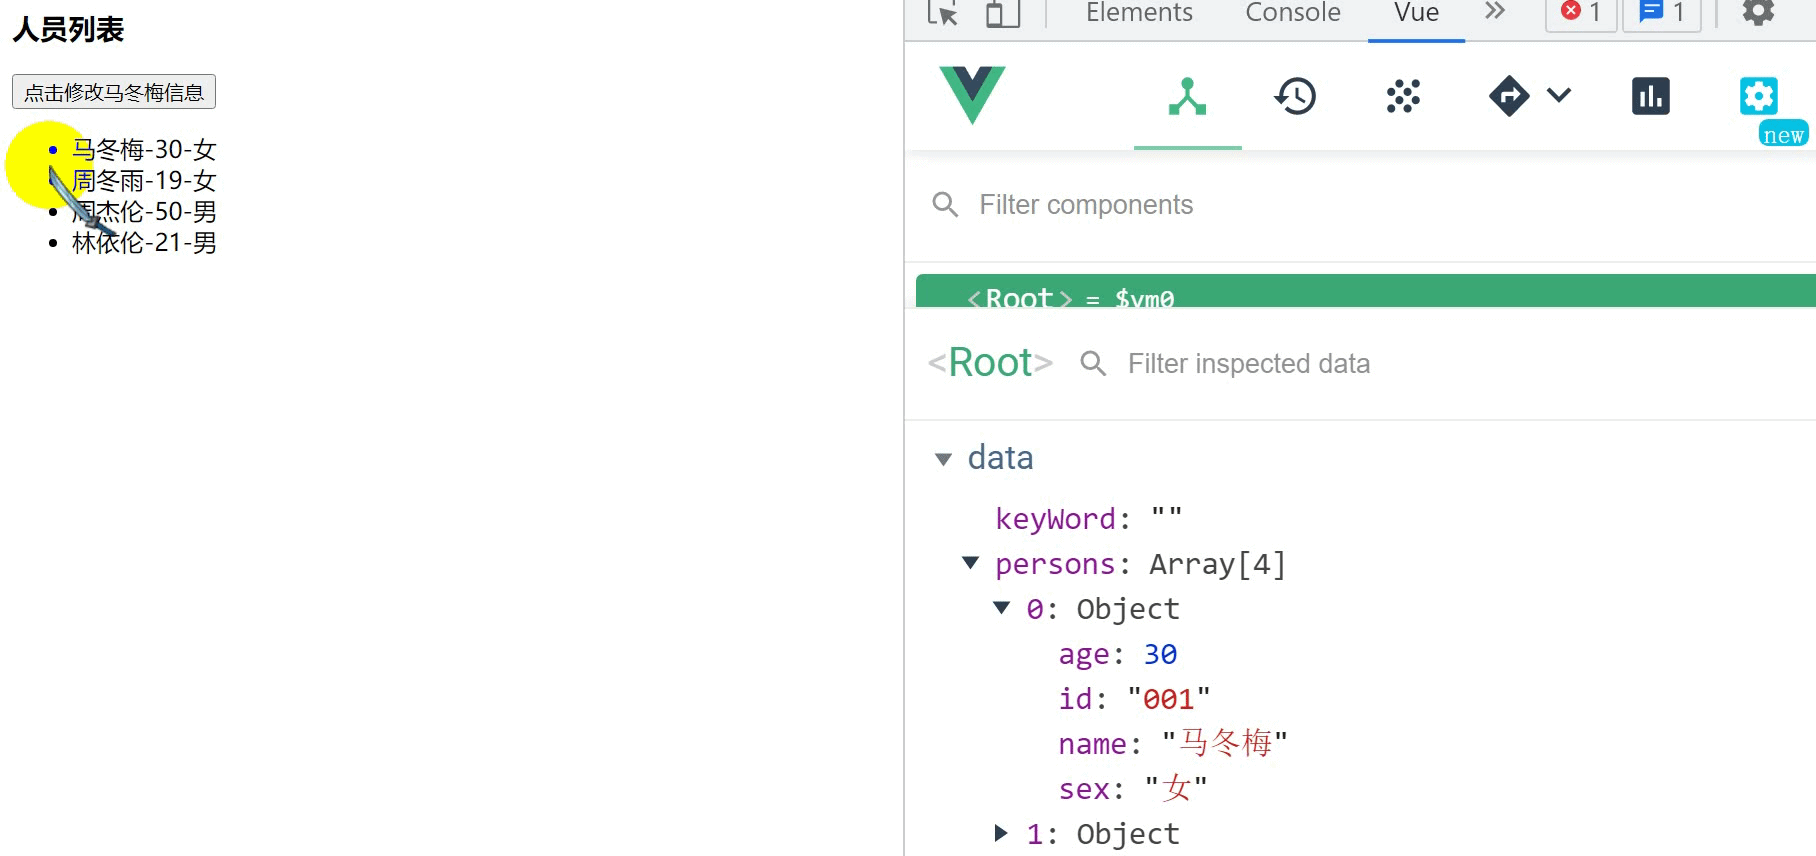 人员列表
点击修改马冬梅信息
马冬梅-30-女
周冬雨-19-女
周杰伦-50-男
林依伦-21-男
Elements Console Vue 1 1
new
Filter components
<Root> = $vm0
<Root> Filter inspected data
data
keyWord: ""
persons: Array[4]
0: Object
age: 30
id: "001"
name: "马冬梅"
sex: "女"
1: Object